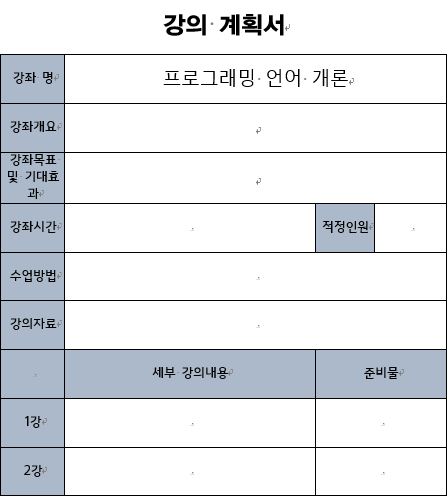 강의 계획서
강좌 명
프로그래밍 언어 개론
강좌개요
강좌목표
및 기대효
과
강좌시간
적정인원
수업방법
강의자료
세부 강의내용
준비물
1강
2강